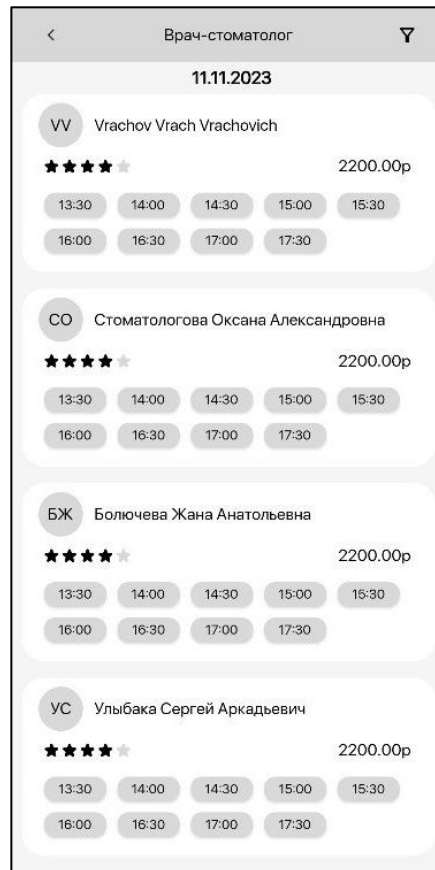 Врач-стоматолог
11.11.2023
VV Vrachov Vrach Vrachovich
2200.00р
13:30 14:00 14:30 15:00 15:30
16:00 16:30 17:00 17:30
СО Стоматологова Оксана Александровна
2200.00р
13:30 14:00 14:30 15:00 15:30
16:00 16:30 17:00 17:30
БЖ Болючева Жана Анатольевна
2200.00р
13:30 14:00 14:30 15:00 15:30
16:00 16:30 17:00 17:30
УС Улыбака Сергей Аркадьевич
2200.00р
13:30 14:00 14:30 15:00 15:30
16:00 16:30 17:00 17:30